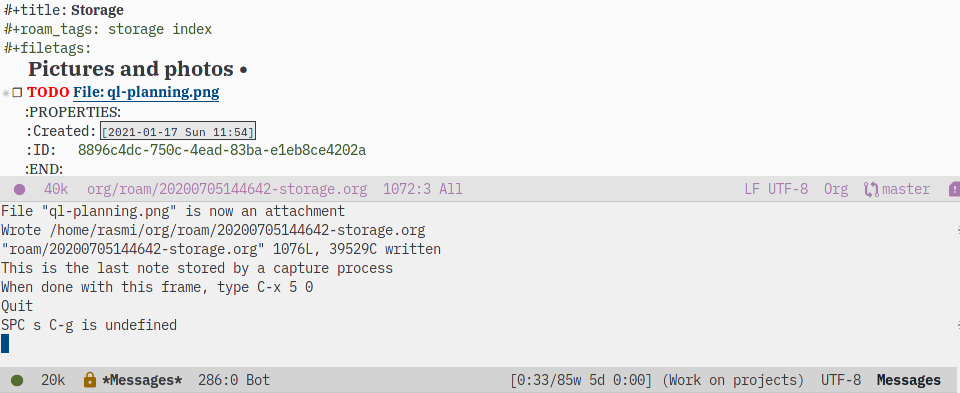 #+title: Storage
#+roam_tags: storage index
#+filetags:
Pictures and photos •
TODO File: ql-planning.png
:PROPERTIES:
:Created: [2021-01-17 Sun 11:54]
:ID: 8896c4dc-750c-4ead-83ba-e1eb8ce4202a
:END:
40k org/roam/20200705144642-storage.org 1072:3 All LF UTF-8 Org master
File "ql-planning.png" is now an attachment
Wrote /home/rasmi/org/roam/20200705144642-storage.org
"roam/20200705144642-storage.org" 1076L, 39529C written
This is the last note stored by a capture process
When done with this frame, type C-x 5 0
Quit
SPC s C-g is undefined
20k *Messages* 286:0 Bot [0:33/85w 5d 0:00] (Work on projects) UTF-8 Messages